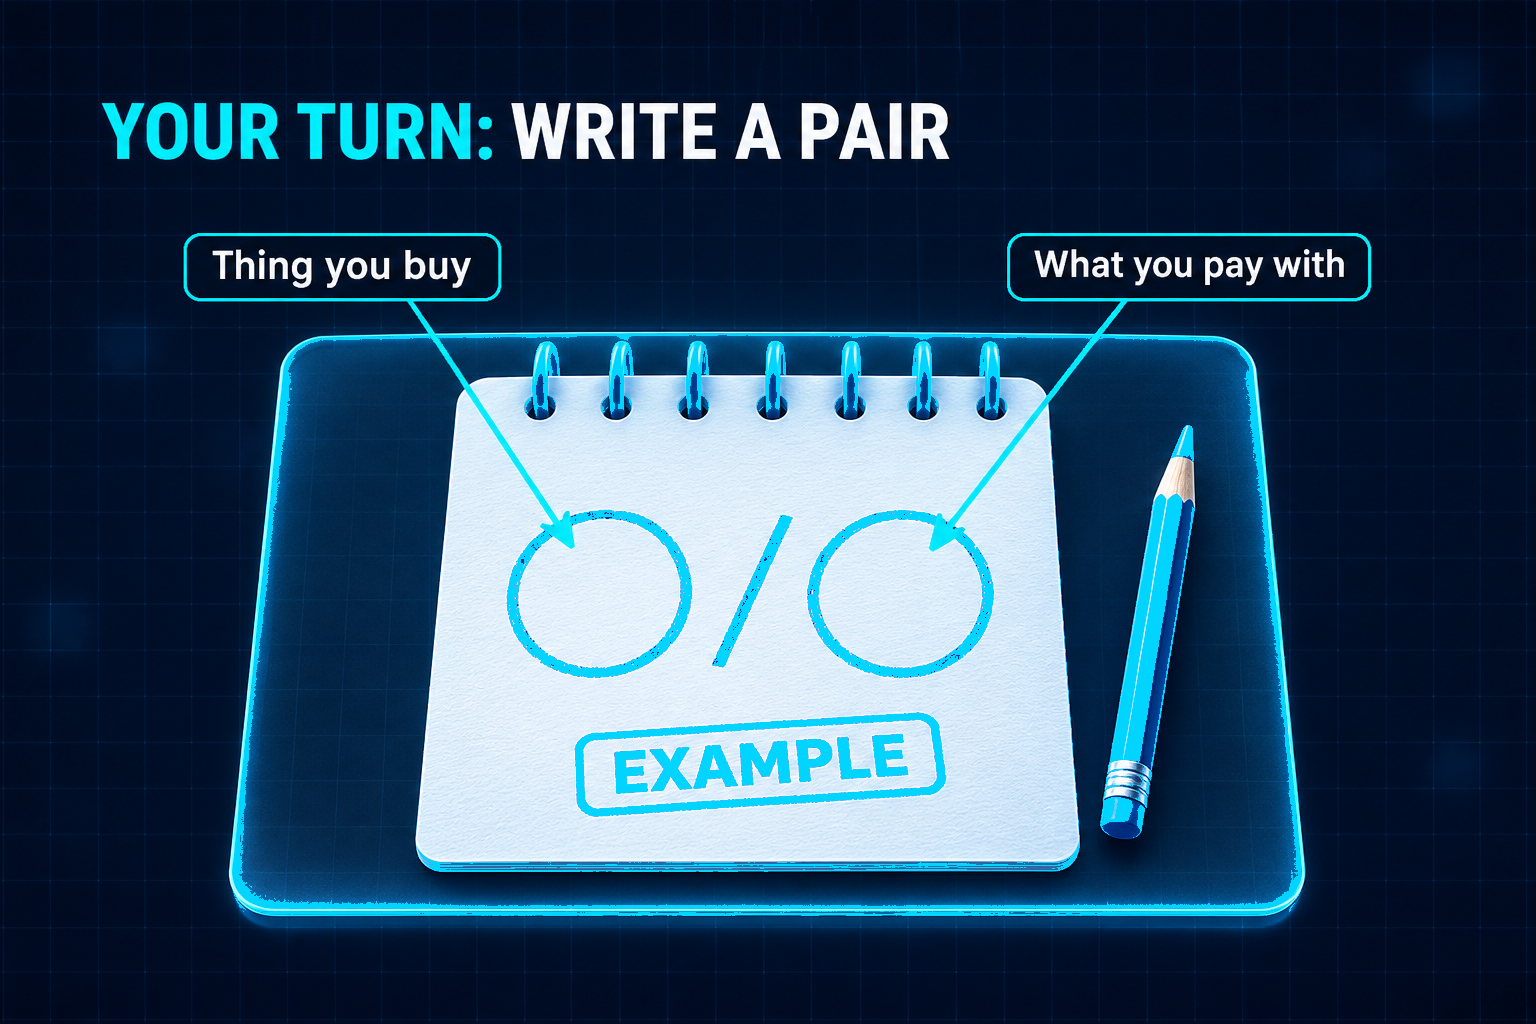 YOUR TURN: WRITE A PAIR
Thing you buy
What you pay with
/
EXAMPLE